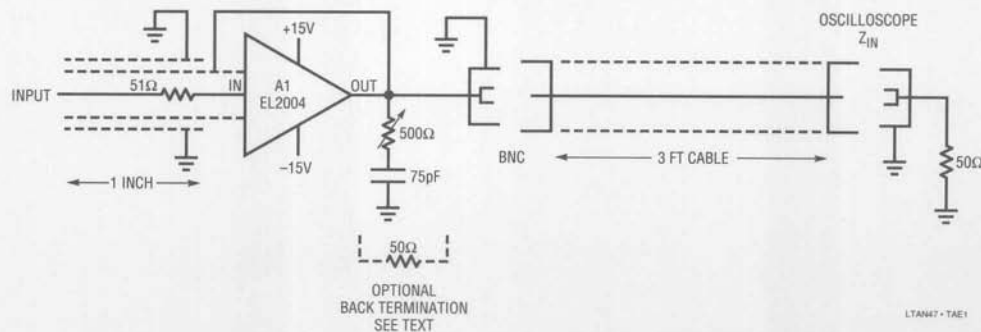 OSCILLOSCOPE
Z_IN
+15V
INPUT
51Ω
IN
A1
EL2004
OUT
500Ω
-15V
75pF
BNC
3 FT CABLE
50Ω
1 INCH
50Ω
OPTIONAL
BACK TERMINATION
SEE TEXT
LTAN47 • TAE1